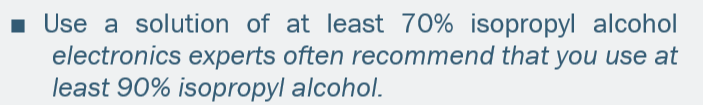 ▪ Use a solution of at least 70% isopropyl alcohol
electronics experts often recommend that you use at
least 90% isopropyl alcohol.